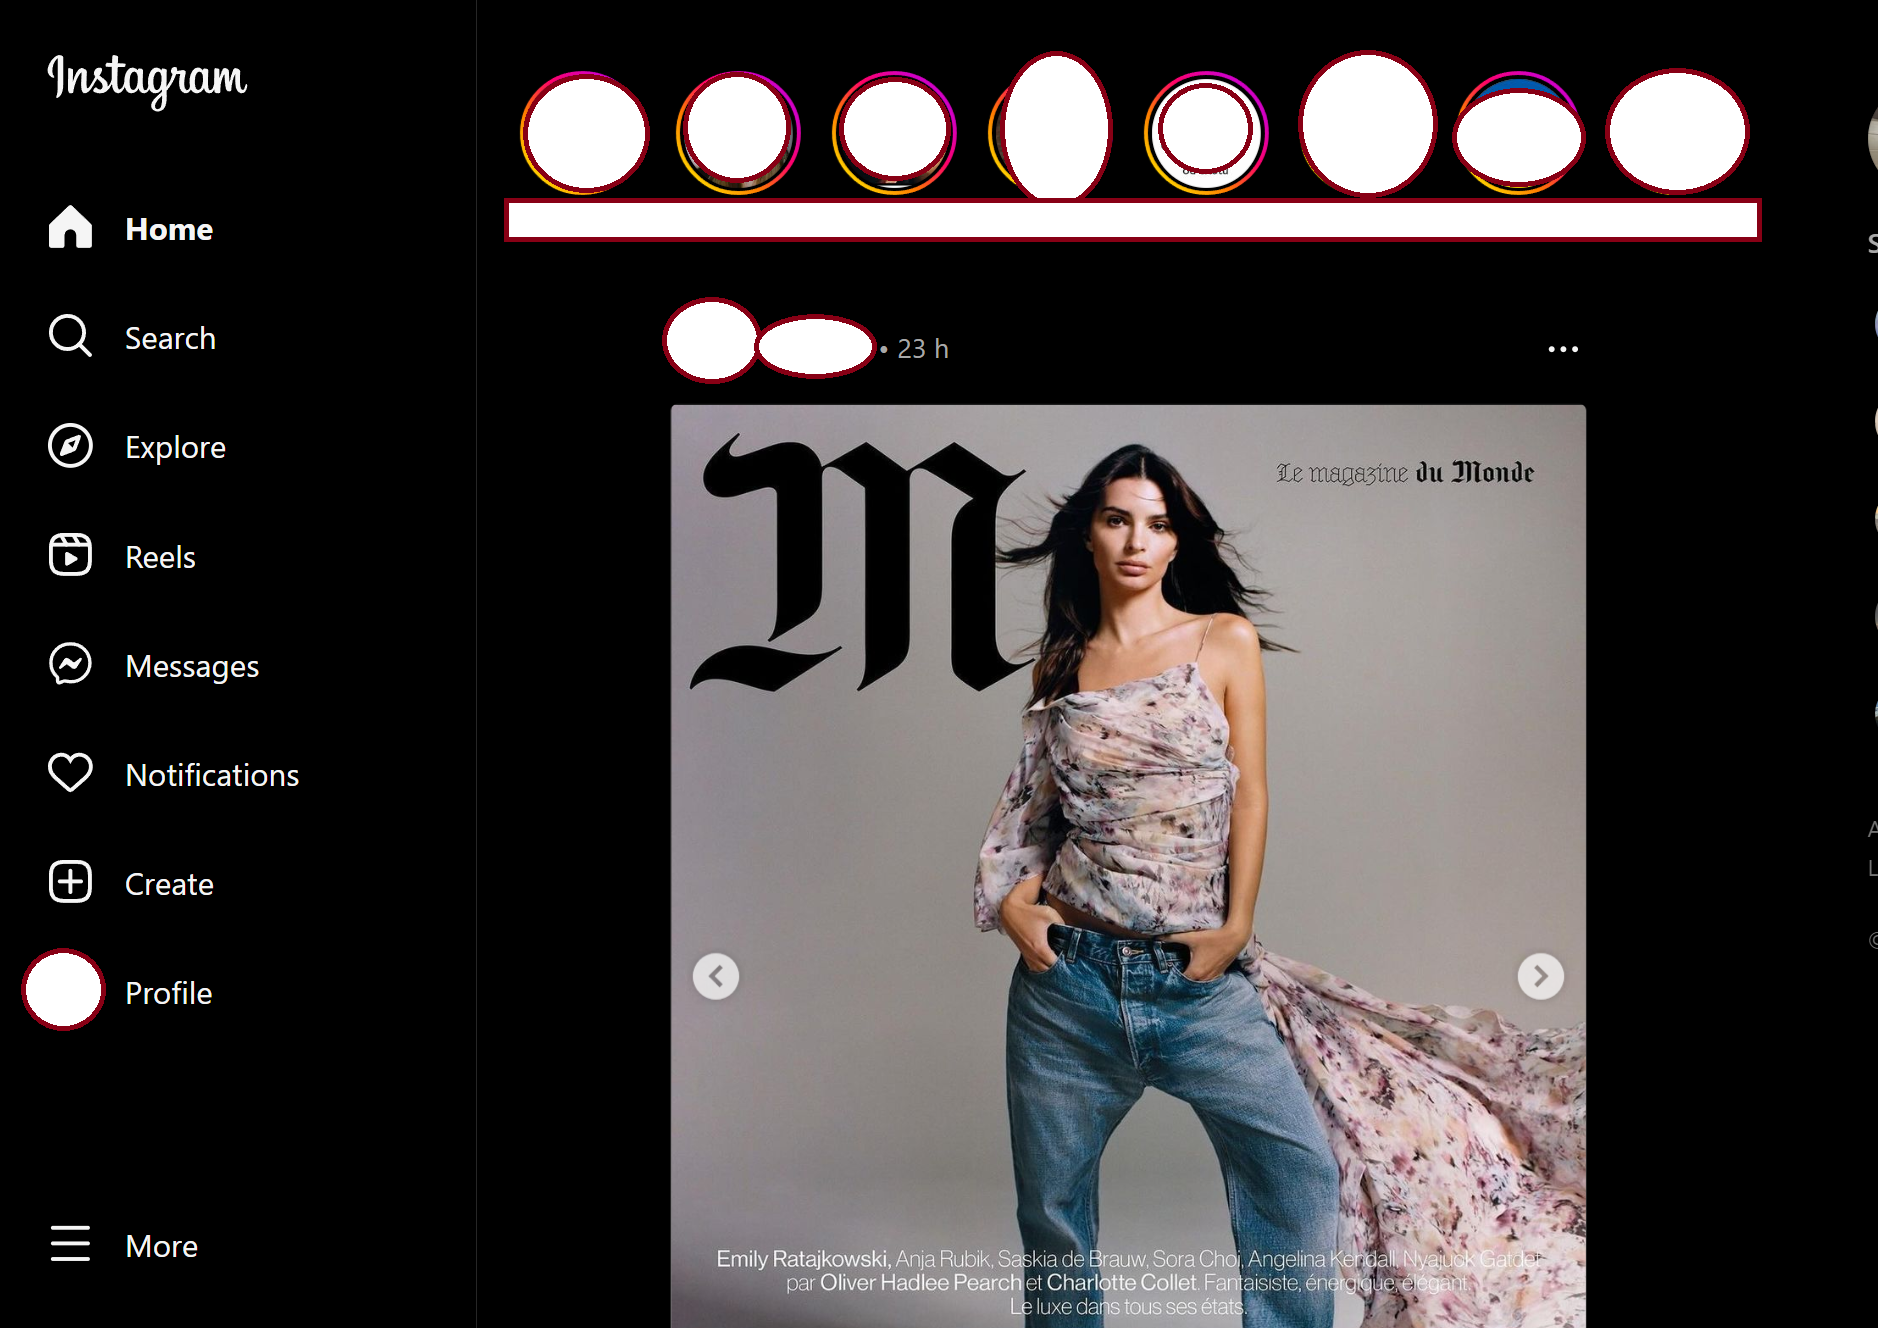 Instagram
Home
Search
Explore
Reels
Messages
Notifications
Create
Profile
More
• 23 h
M
Le magazine du Monde
Emily Ratajkowski, Anja Rubik, Saskia de Brauw, Sora Choi, Angelina Kendall, Nyajuok Gatdet
par Oliver Hadlee Pearch et Charlotte Collet. Fantaisiste, énergique, élégant.
Le luxe dans tous ses états.
S
A
L
©